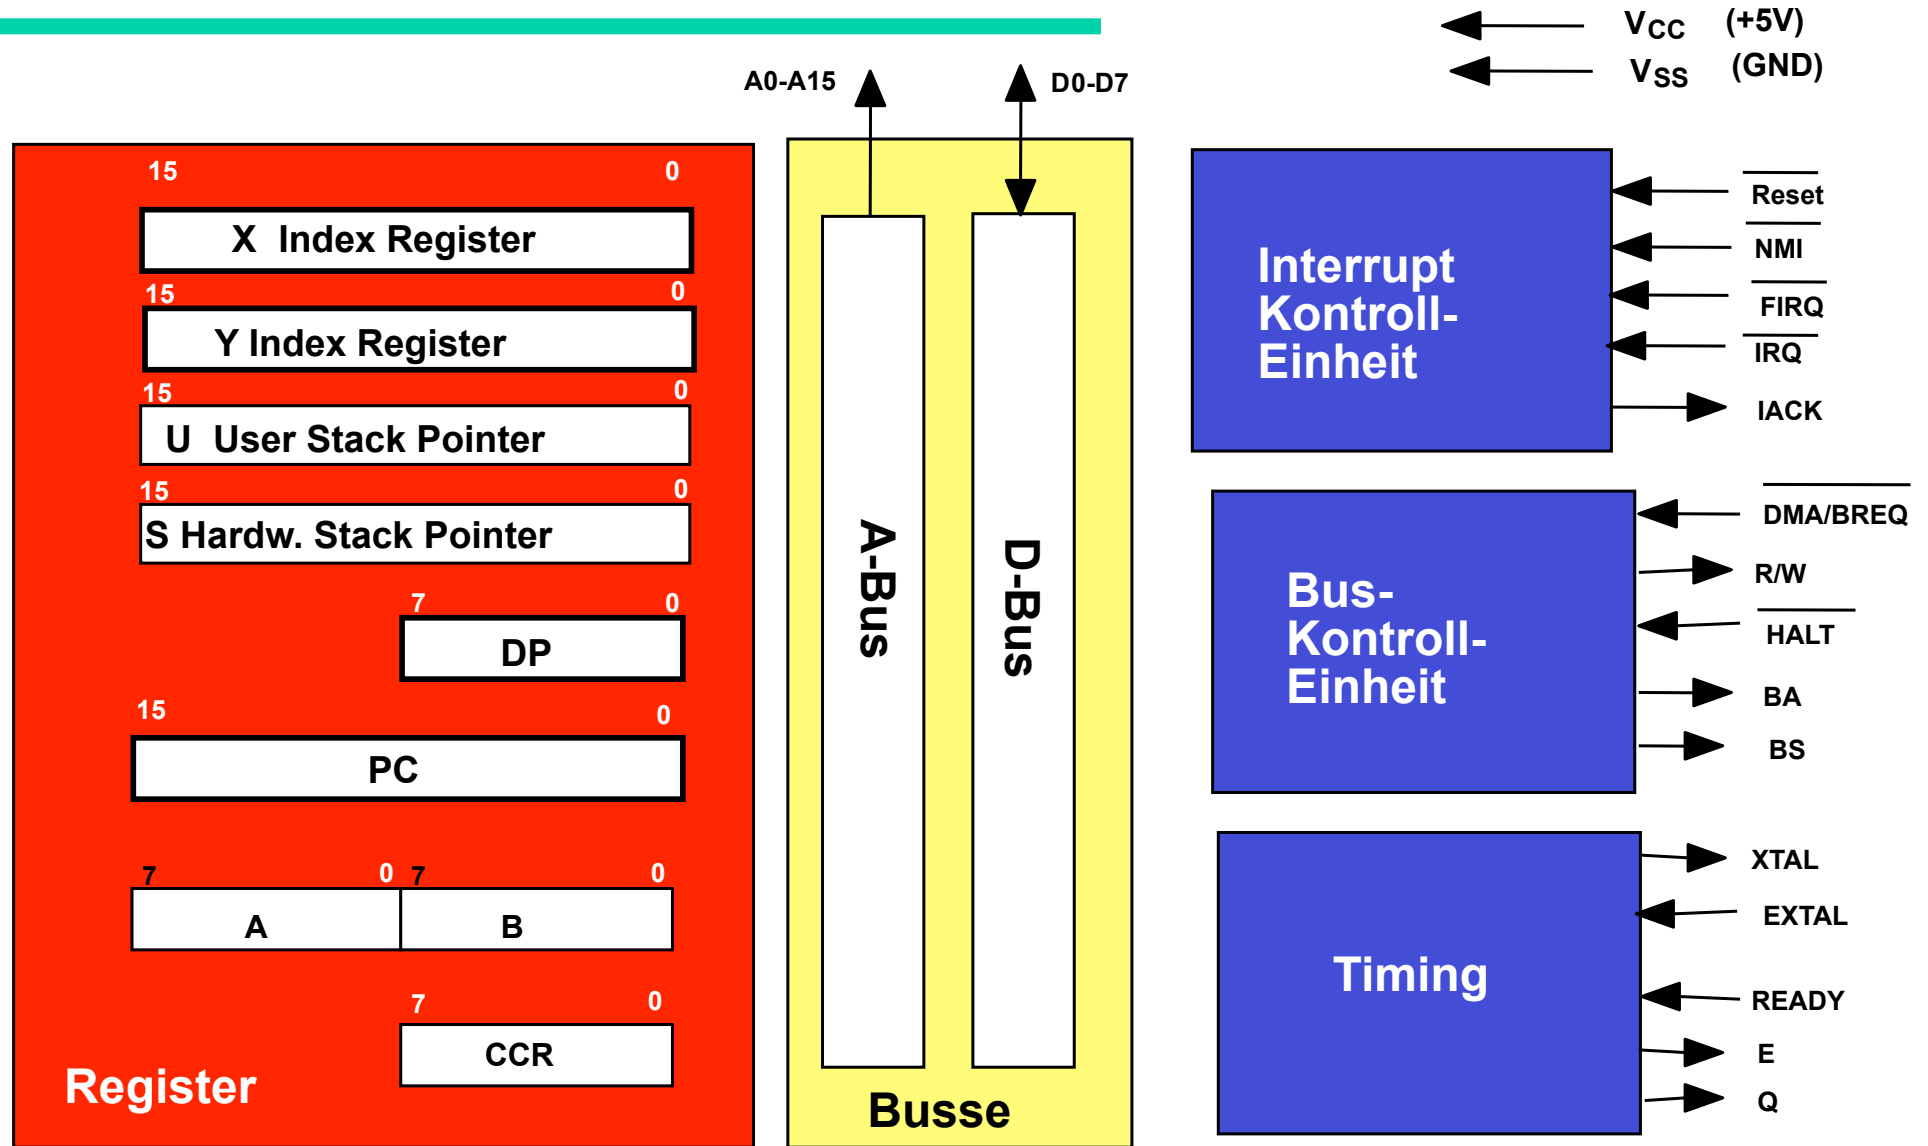 VCC (+5V)
VSS (GND)
A0-A15
D0-D7
15 0
X Index Register
15 0
Y Index Register
15 0
U User Stack Pointer
15 0
S Hardw. Stack Pointer
7 0
DP
15 0
PC
7 0 7 0
A B
7 0
CCR
Register
A-Bus
D-Bus
Busse
Interrupt
Kontroll-
Einheit
Reset
NMI
FIRQ
IRQ
IACK
Bus-
Kontroll-
Einheit
DMA/BREQ
R/W
HALT
BA
BS
Timing
XTAL
EXTAL
READY
E
Q